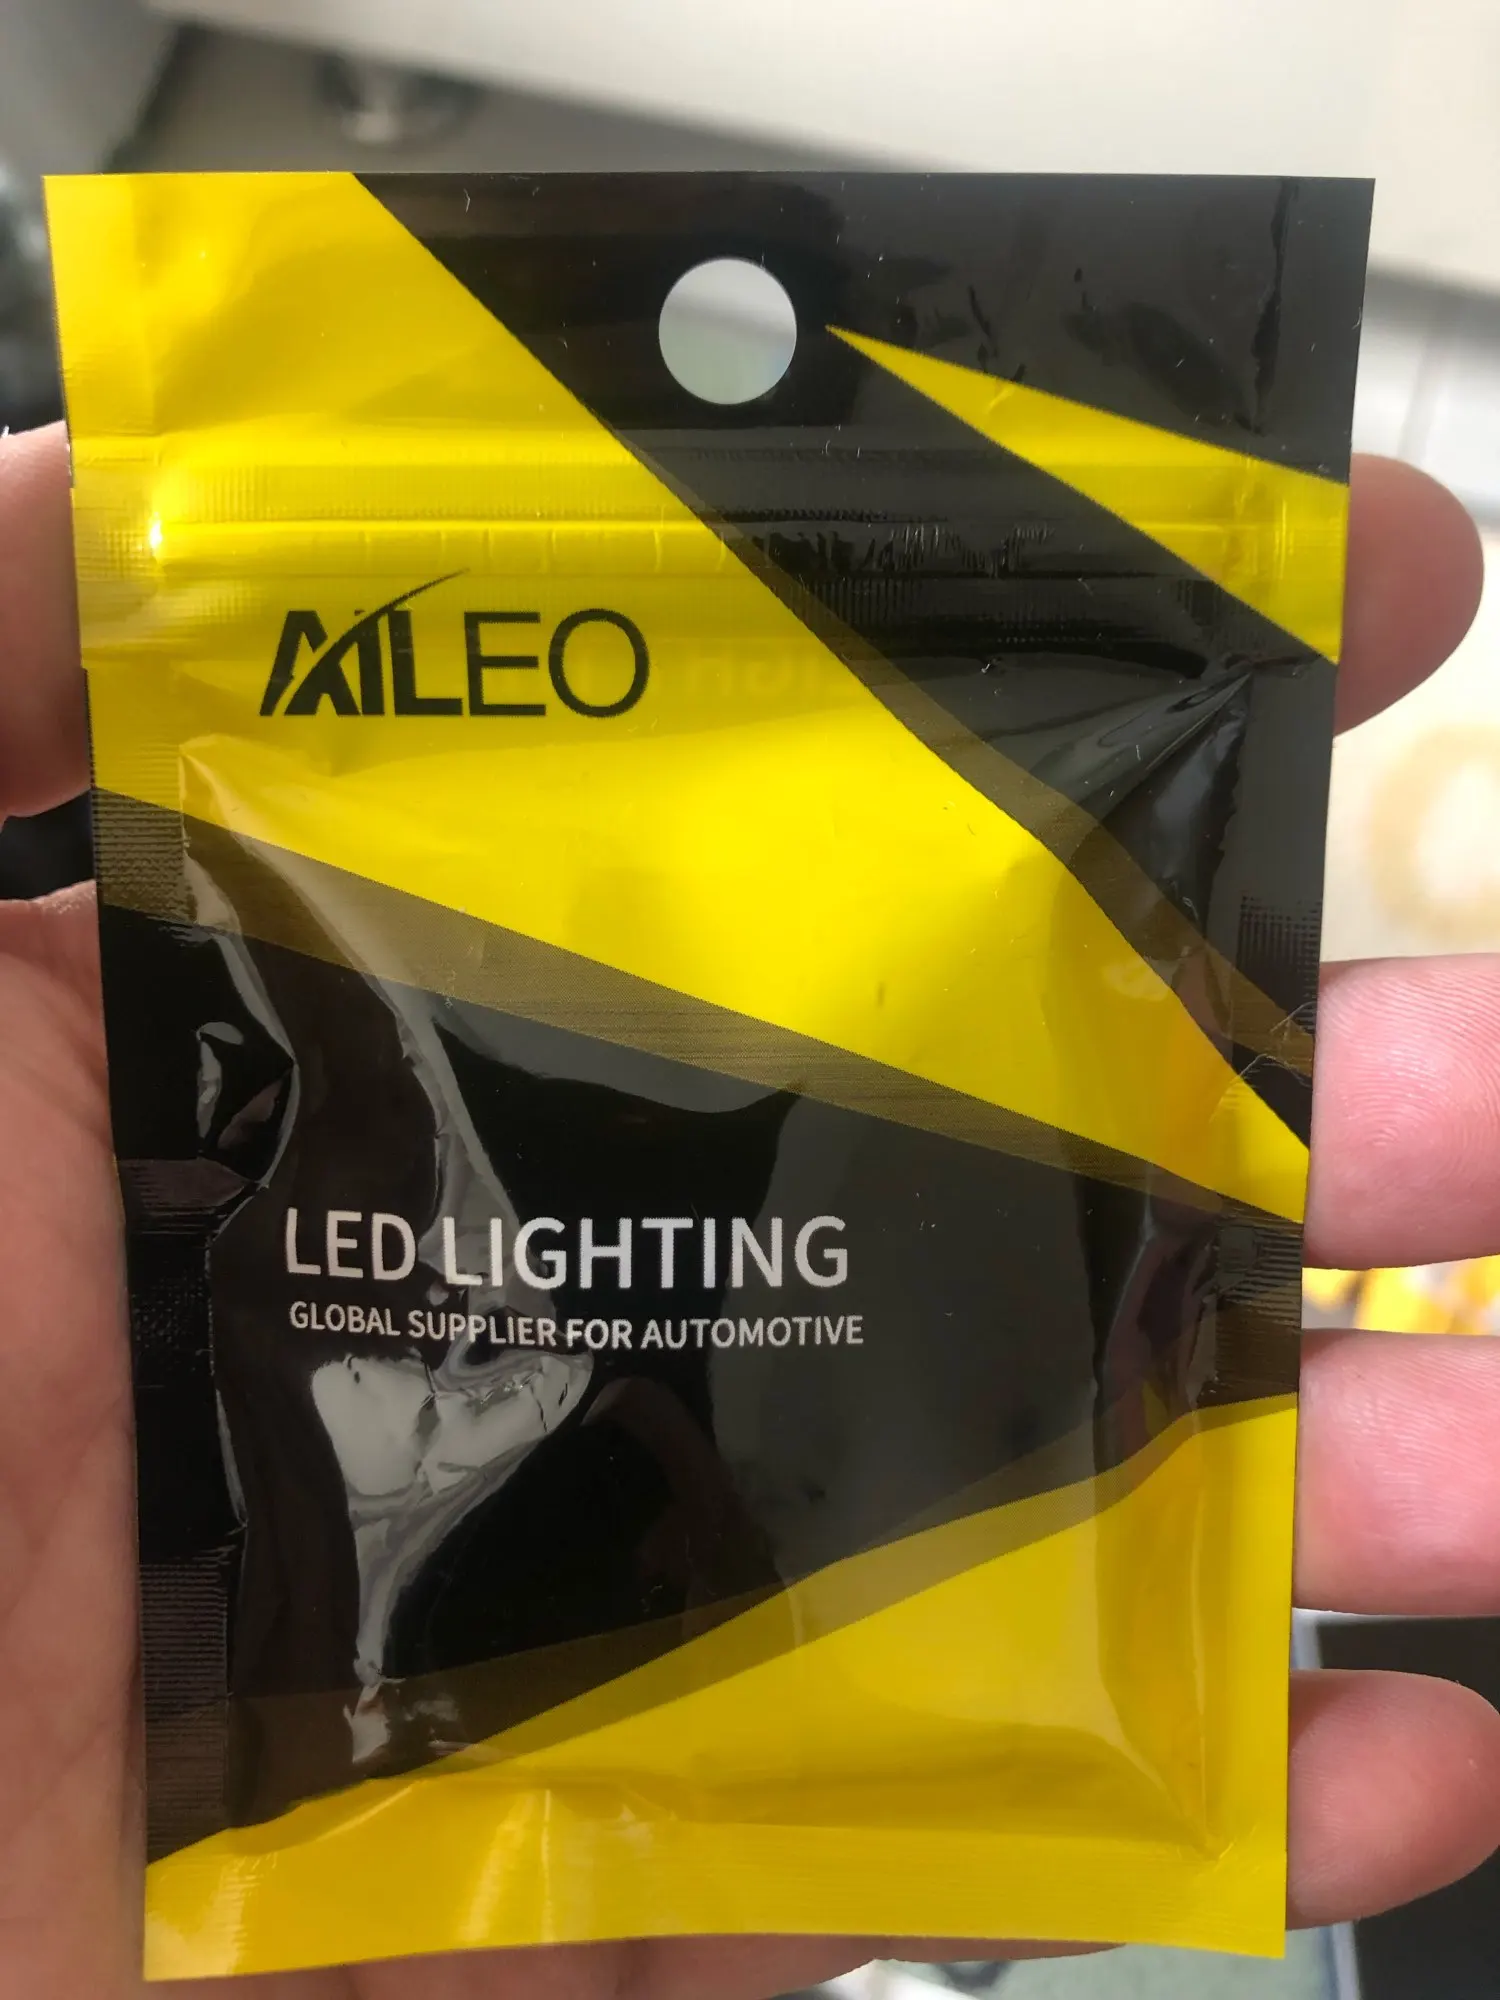 AILEO
LED LIGHTING
GLOBAL SUPPLIER FOR AUTOMOTIVE